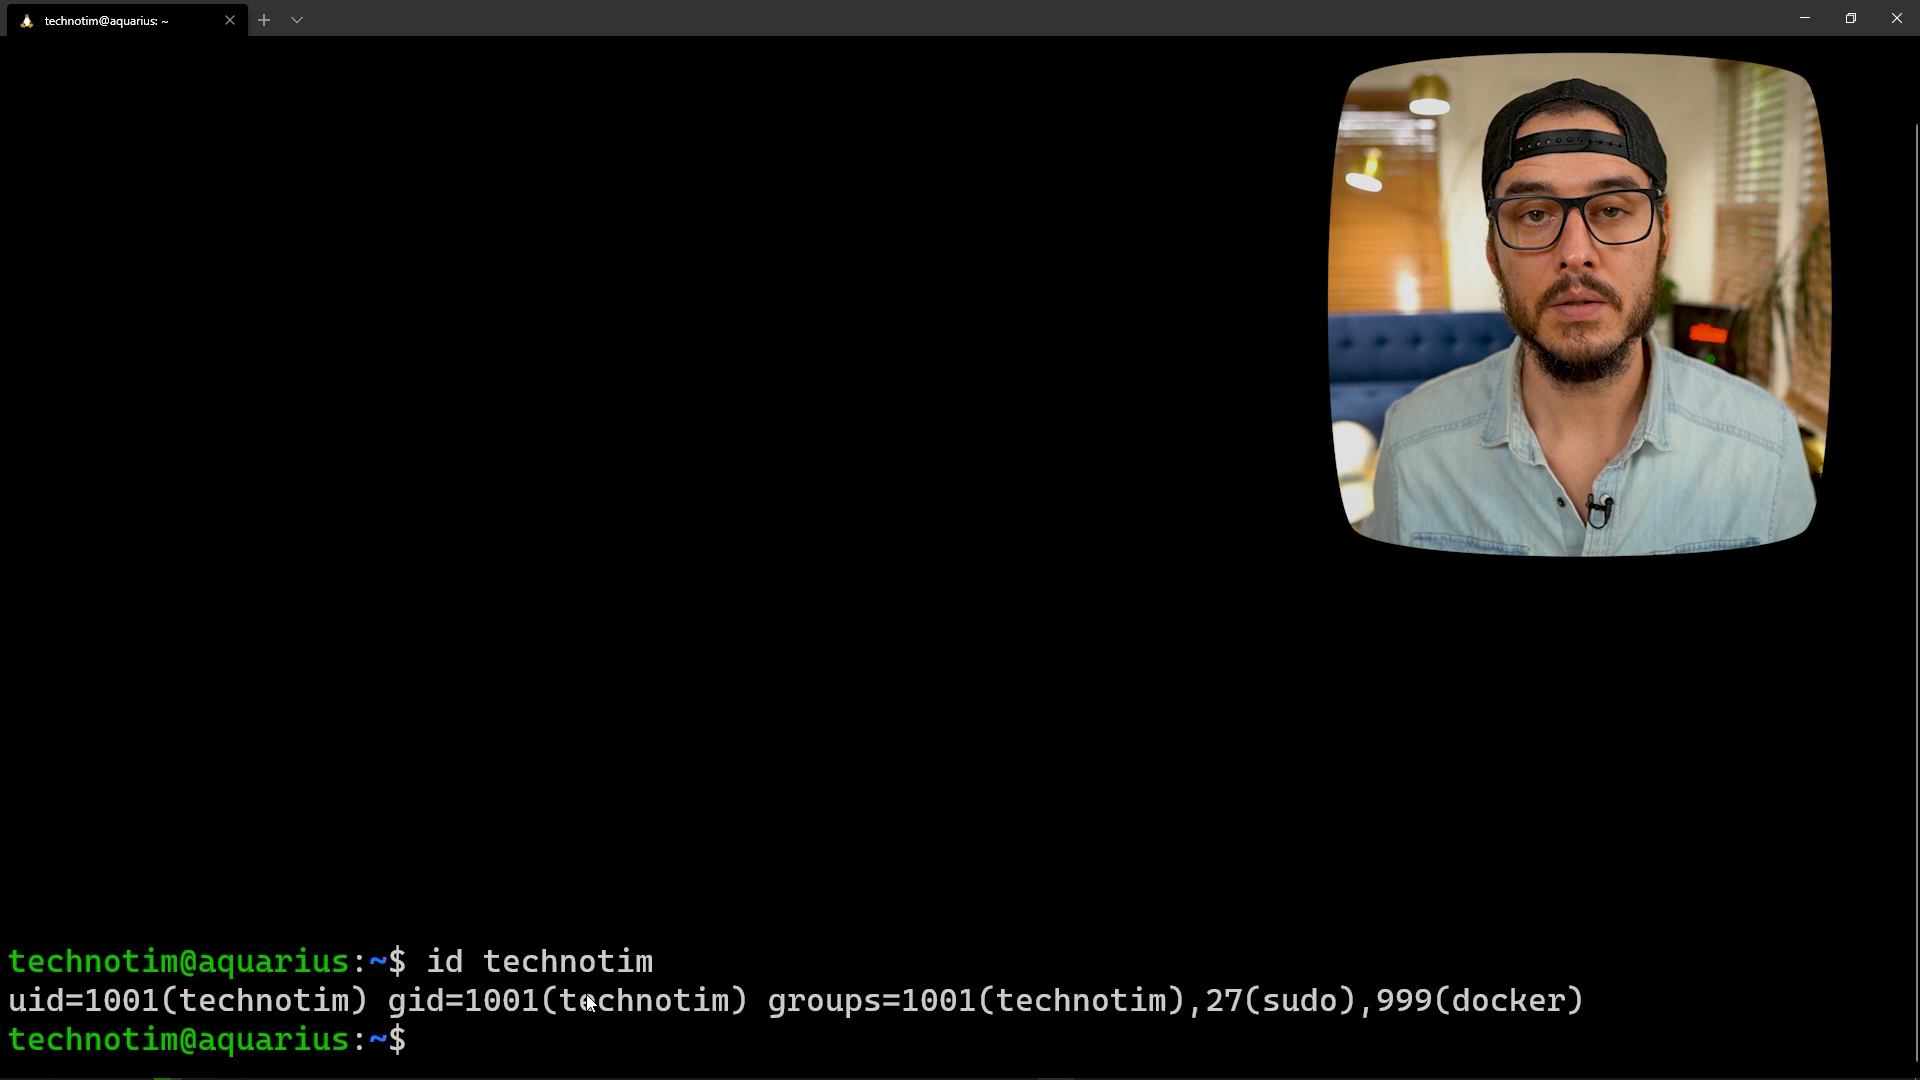 technotim@aquarius: ~
technotim@aquarius:~$ id technotim
uid=1001(technotim) gid=1001(technotim) groups=1001(technotim),27(sudo),999(docker)
technotim@aquarius:~$